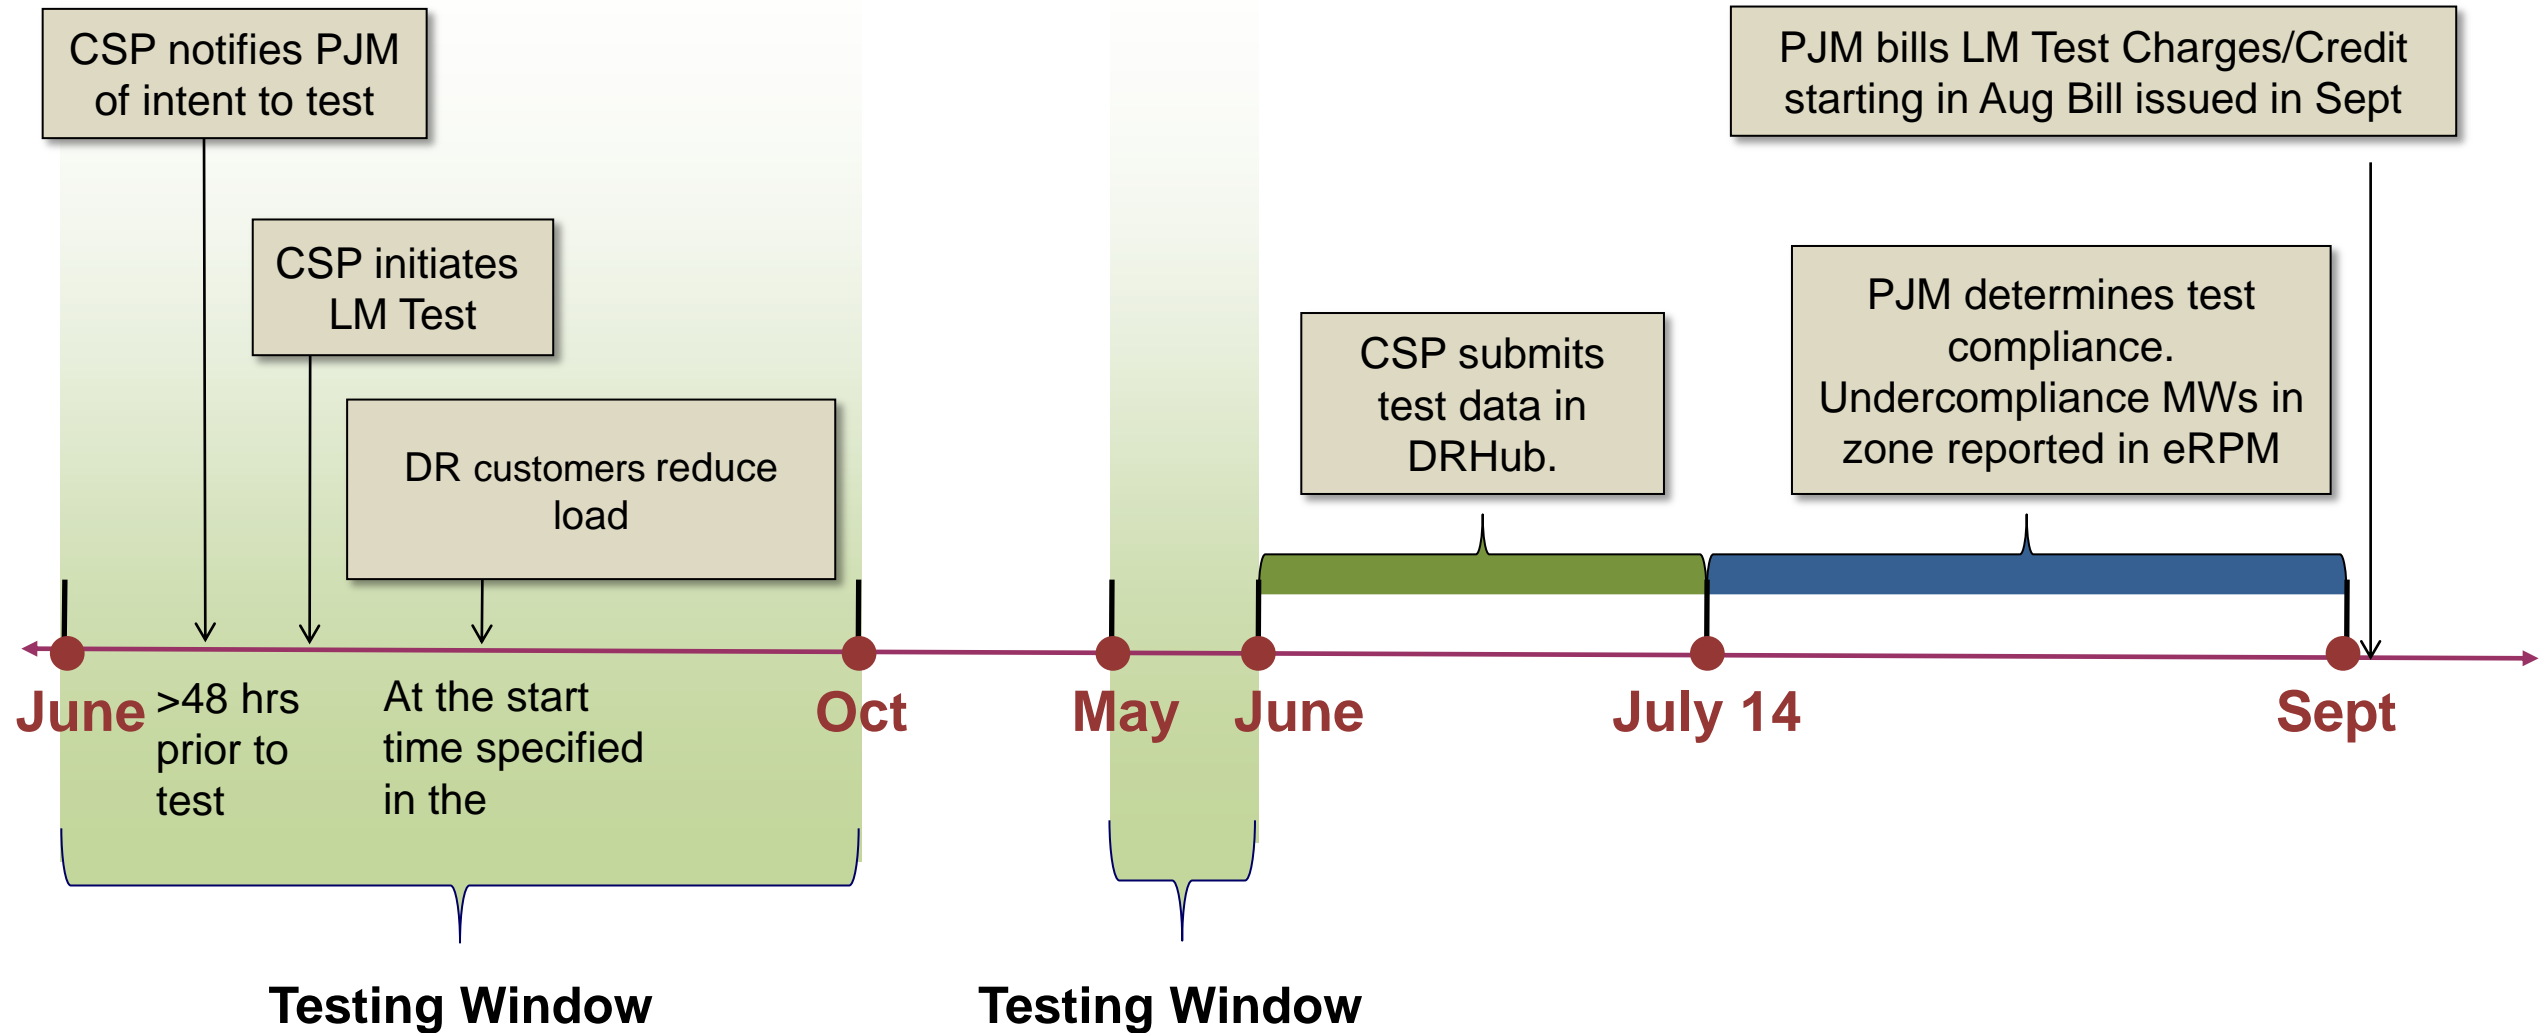 CSP notifies PJM
of intent to test
PJM bills LM Test Charges/Credit
starting in Aug Bill issued in Sept
CSP initiates
LM Test
DR customers reduce
load
CSP submits
test data in
DRHub.
PJM determines test
compliance.
Undercompliance MWs in
zone reported in eRPM
June
>48 hrs
prior to
test
At the start
time specified
in the
Oct
May
June
July 14
Sept
Testing Window
Testing Window